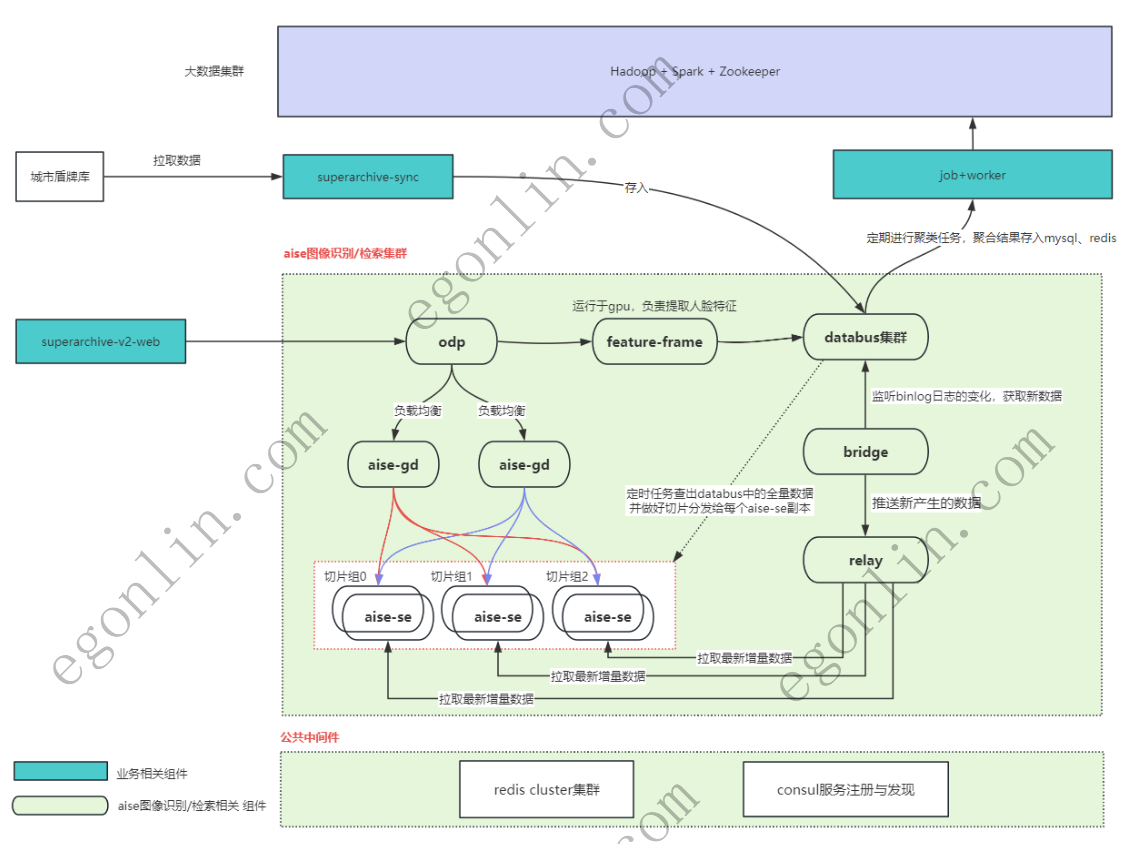 大数据集群
Hadoop + Spark + Zookeeper
城市盾牌库
拉取数据
superarchive-sync
存入
job+worker
定期进行聚类任务，聚合结果存入mysql、redis
aise图像识别/检索集群
superarchive-v2-web
odp
运行于gpu，负责提取人脸特征
feature-frame
databus集群
负载均衡
负载均衡
监听binlog日志的变化，获取新数据
aise-gd
aise-gd
bridge
定时任务查出databus中的全量数据
并做好切片分发给每个aise-se副本
推送新产生的数据
relay
切片组0
切片组1
切片组2
aise-se
aise-se
aise-se
拉取最新增量数据
拉取最新增量数据
拉取最新增量数据
公共中间件
redis cluster集群
consul服务注册与发现
业务相关组件
aise图像识别/检索相关 组件
egonlin.com
egonlin.com
egonlin.com
com